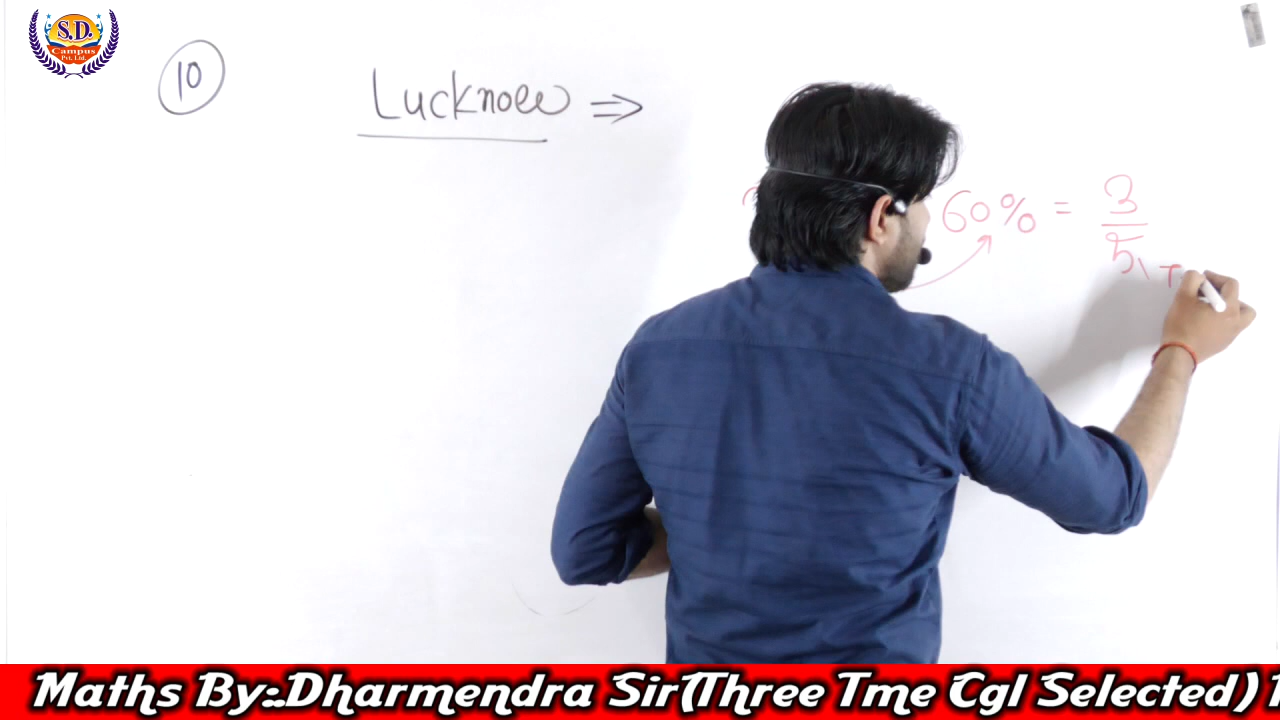 S.D.
Campus
Pvt. Ltd.
10
Lucknow ⇒
60% = 3/5, T
Maths By:-Dharmendra Sir(Three Tme Cgl Selected)